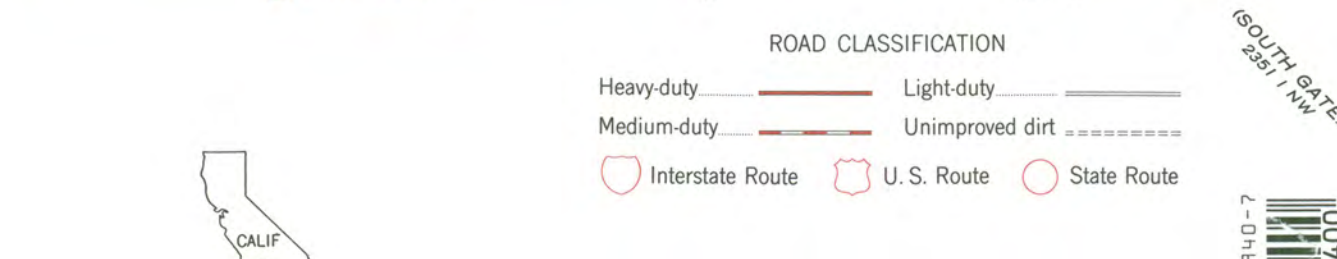 ROAD CLASSIFICATION
Heavy-duty
Light-duty
Medium-duty
Unimproved dirt
Interstate Route
U. S. Route
State Route
CALIF
(SOUTH GATE)
2351 I NW